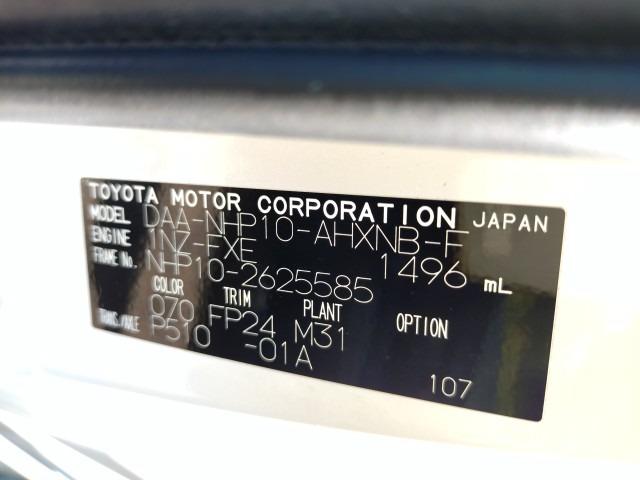 TOYOTA MOTOR CORPORATION JAPAN
MODEL DAA-NHP10-AHXNB-F
ENGINE 1NZ-FXE 1496 mL
FRAME No. NHP10-2625585
COLOR TRIM PLANT OPTION
070 FP24 M31
TRANS./AXLE P510 -01A
107